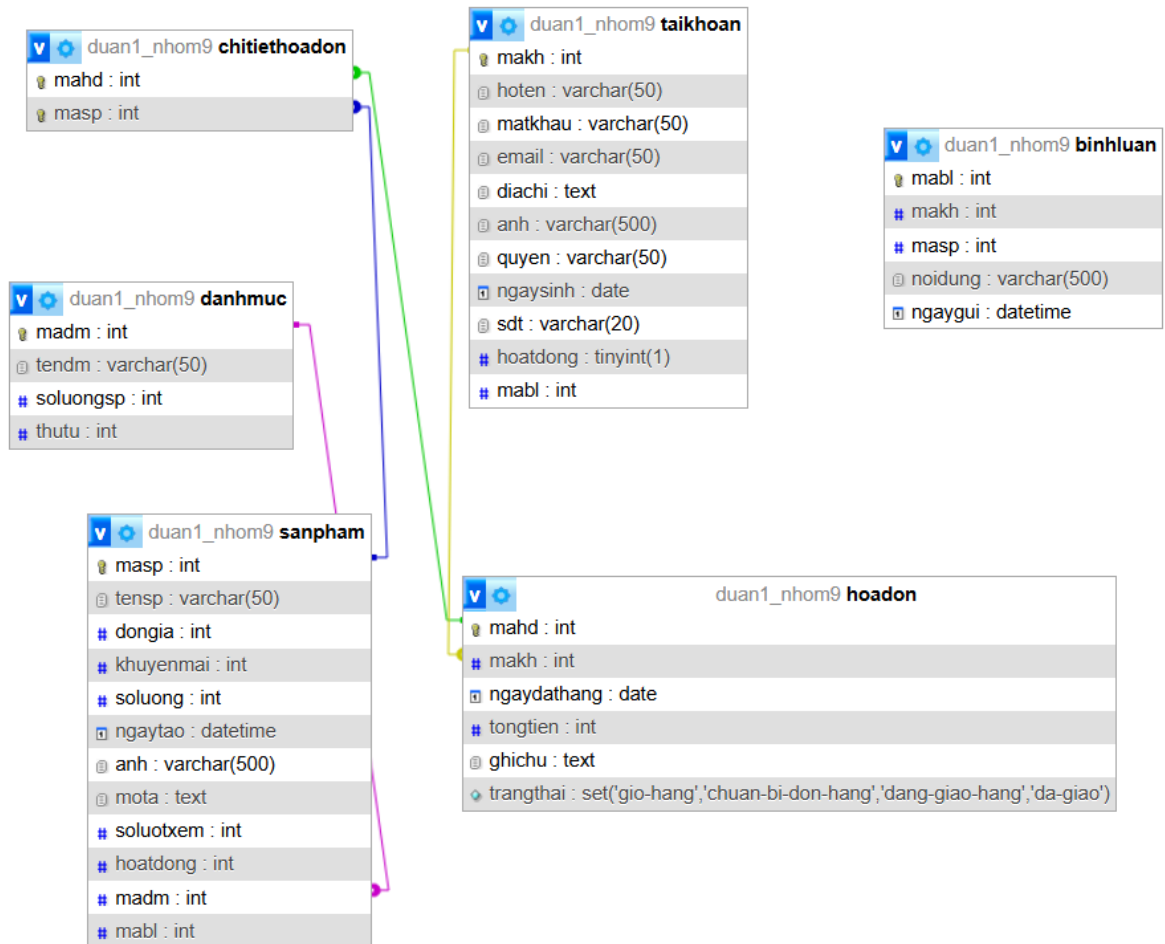 duan1_nhom9 chitiethoadon
mahd : int
masp : int
duan1_nhom9 taikhoan
makh : int
hoten : varchar(50)
matkhau : varchar(50)
email : varchar(50)
diachi : text
anh : varchar(500)
quyen : varchar(50)
ngaysinh : date
sdt : varchar(20)
hoatdong : tinyint(1)
mabl : int
duan1_nhom9 binhluan
mabl : int
makh : int
masp : int
noidung : varchar(500)
ngaygui : datetime
duan1_nhom9 danhmuc
madm : int
tendm : varchar(50)
soluongsp : int
thutu : int
duan1_nhom9 sanpham
masp : int
tensp : varchar(50)
dongia : int
khuyenmai : int
soluong : int
ngaytao : datetime
anh : varchar(500)
mota : text
soluotxem : int
hoatdong : int
madm : int
mabl : int
duan1_nhom9 hoadon
mahd : int
makh : int
ngaydathang : date
tongtien : int
ghichu : text
trangthai : set('gio-hang','chuan-bi-don-hang','dang-giao-hang','da-giao')